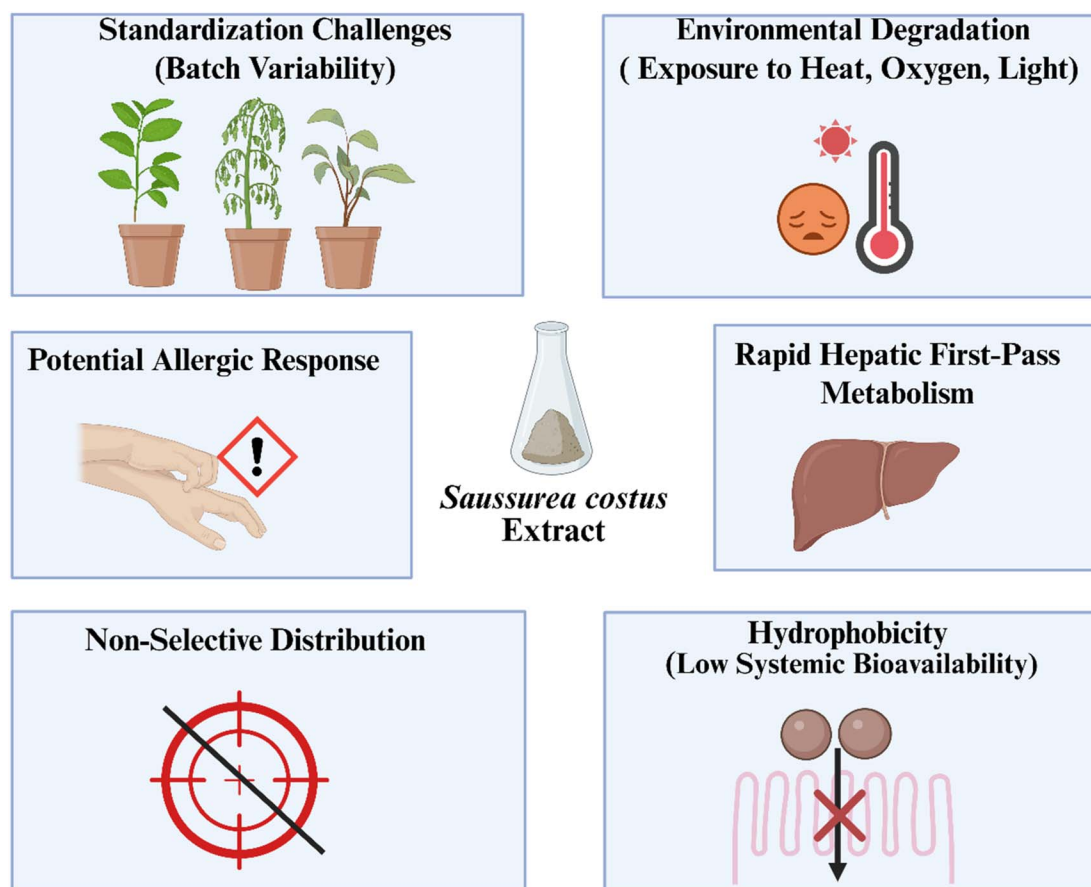 Standardization Challenges
(Batch Variability)
Environmental Degradation
( Exposure to Heat, Oxygen, Light)
Potential Allergic Response
!
Saussurea costus
Extract
Rapid Hepatic First-Pass
Metabolism
Non-Selective Distribution
Hydrophobicity
(Low Systemic Bioavailability)